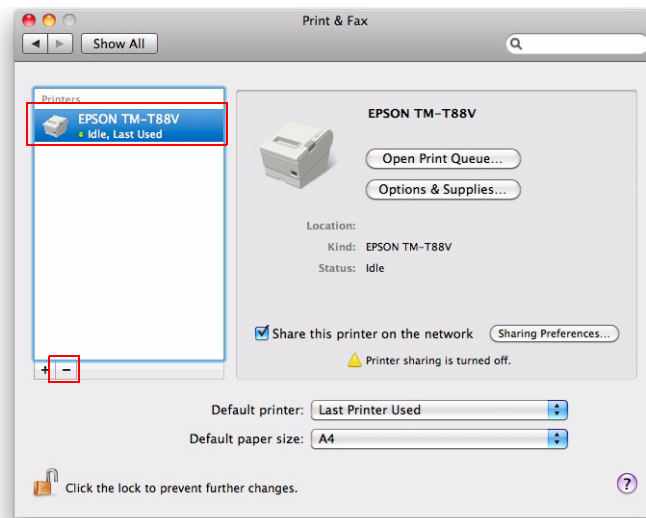 Print & Fax
Show All
Printers
EPSON TM-T88V
Idle, Last Used
EPSON TM-T88V
Open Print Queue...
Options & Supplies...
Location:
Kind: EPSON TM-T88V
Status: Idle
Share this printer on the network Sharing Preferences...
Printer sharing is turned off.
+ −
Default printer: Last Printer Used
Default paper size: A4
Click the lock to prevent further changes.
?